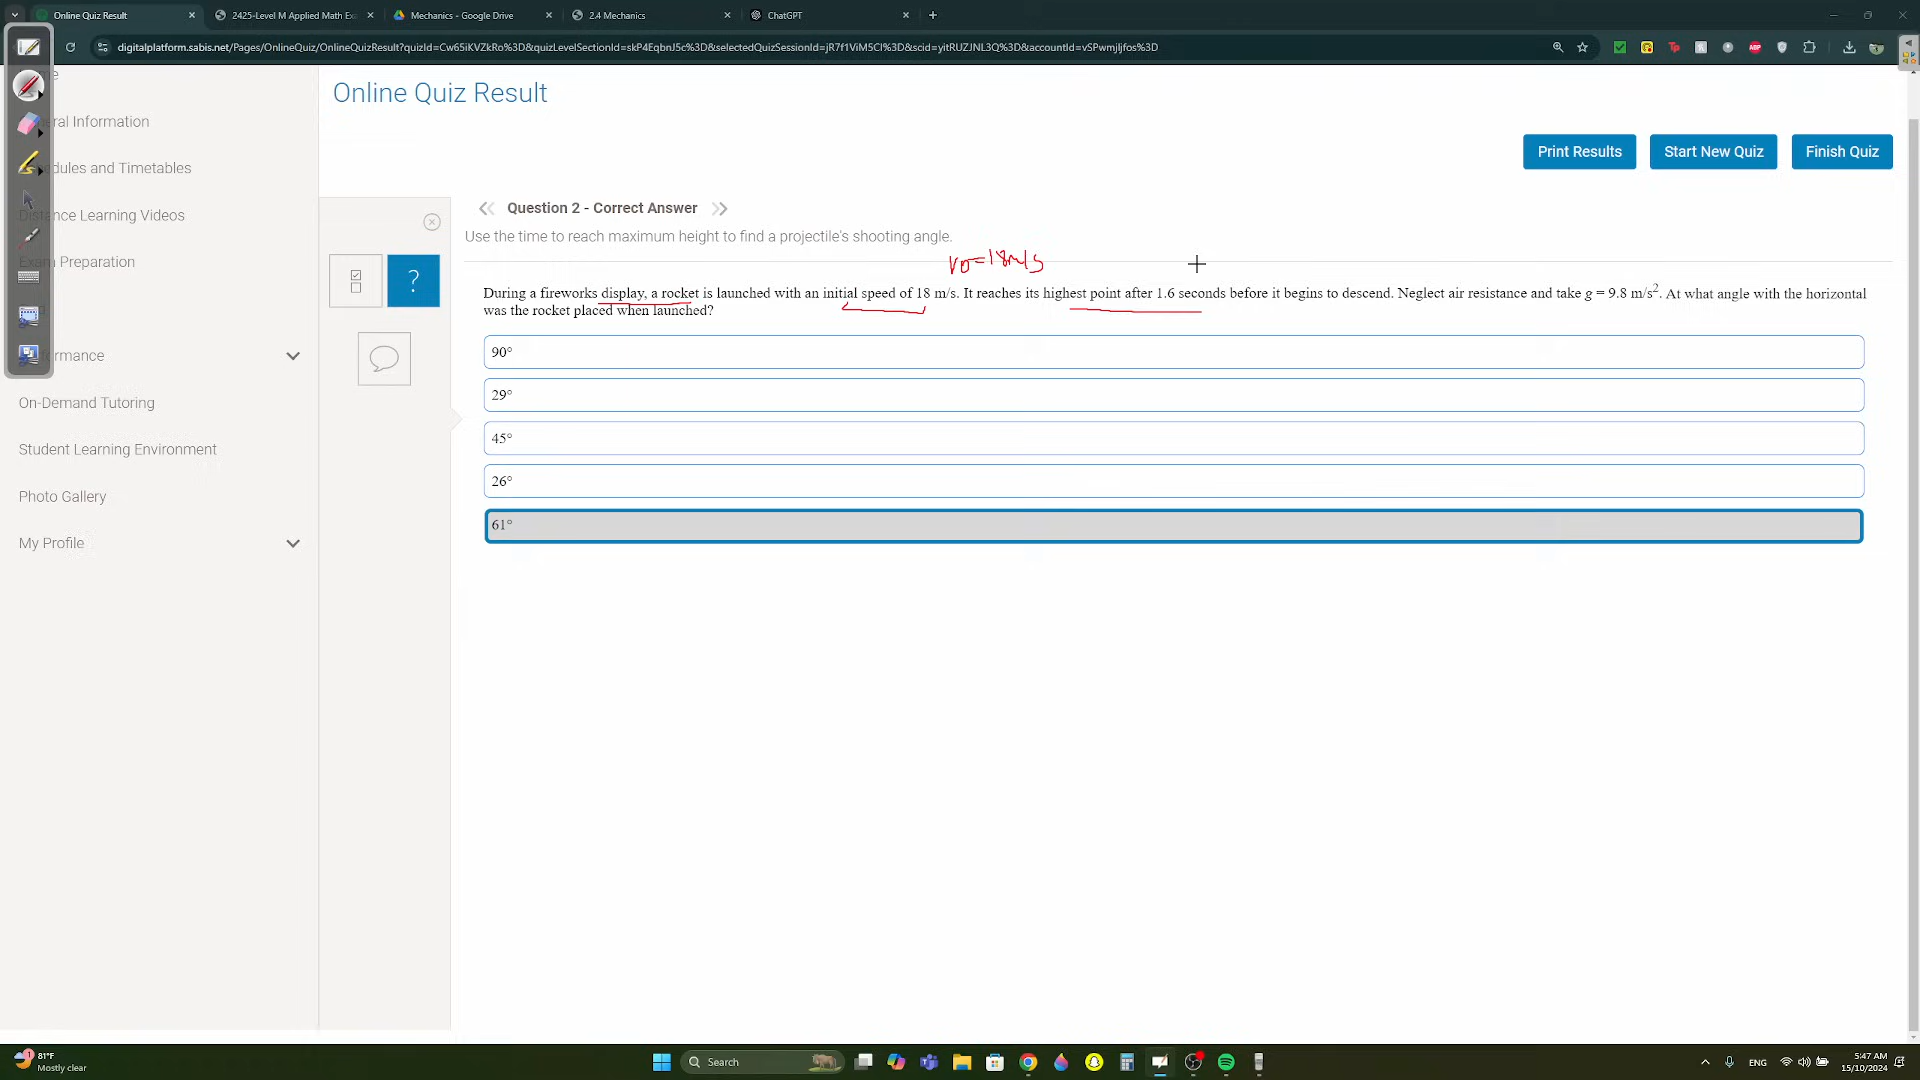 Online Quiz Result
2425-Level M Applied Math Exa
Mechanics - Google Drive
2.4 Mechanics
ChatGPT
digitalplatform.sabis.net/Pages/OnlineQuiz/OnlineQuizResult?quizId=Cw65iKVZkRo%3D&quizLevelSectionId=skP4EqbnJ5c%3D&selectedQuizSessionId=jR7f1ViM5CI%3D&scid=yitRUZJNL3Q%3D&accountId=vSPwmjljfos%3D
ral Information
edules and Timetables
Distance Learning Videos
Exam Preparation
rmance
On-Demand Tutoring
Student Learning Environment
Photo Gallery
My Profile
Online Quiz Result
Print Results
Start New Quiz
Finish Quiz
Question 2 - Correct Answer
Use the time to reach maximum height to find a projectile's shooting angle.
v0=18m/s
During a fireworks display, a rocket is launched with an initial speed of 18 m/s. It reaches its highest point after 1.6 seconds before it begins to descend. Neglect air resistance and take g = 9.8 m/s². At what angle with the horizontal
was the rocket placed when launched?
90°
29°
45°
26°
61°
?
81°F
Mostly clear
Search
ENG
5:47 AM
15/10/2024